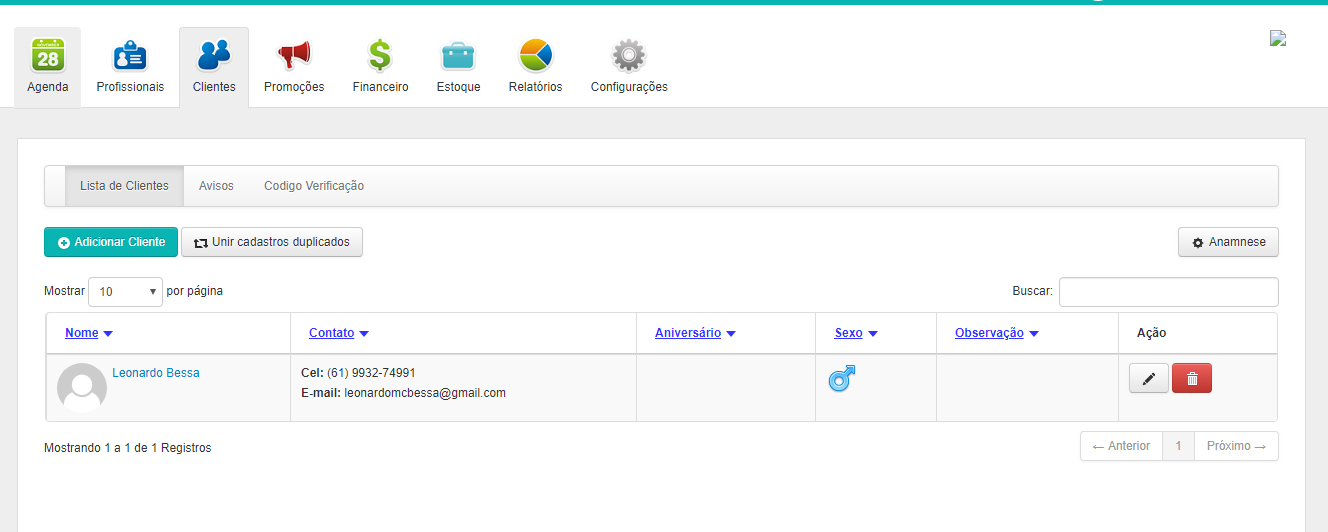 NOVEMBER
28
Agenda Profissionais Clientes Promoções Financeiro Estoque Relatórios Configurações
Lista de Clientes Avisos Codigo Verificação
Adicionar Cliente Unir cadastros duplicados Anamnese
Mostrar 10 por página Buscar:
Nome Contato Aniversário Sexo Observação Ação
Leonardo Bessa Cel: (61) 9932-74991
E-mail: leonardomcbessa@gmail.com
Mostrando 1 a 1 de 1 Registros ← Anterior 1 Próximo →